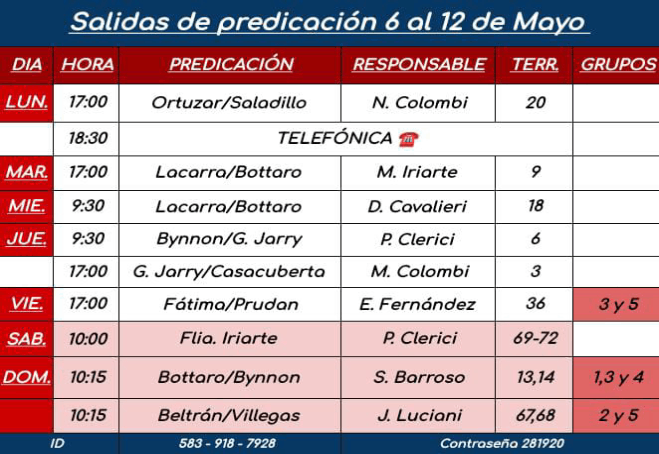 Salidas de predicación 6 al 12 de Mayo
DIA HORA PREDICACIÓN RESPONSABLE TERR. GRUPOS
LUN. 17:00 Ortuzar/Saladillo N. Colombi 20
18:30 TELEFÓNICA ☎️
MAR. 17:00 Lacarra/Bottaro M. Iriarte 9
MIE. 9:30 Lacarra/Bottaro D. Cavalieri 18
JUE. 9:30 Bynnon/G. Jarry P. Clerici 6
17:00 G. Jarry/Casacuberta M. Colombi 3
VIE. 17:00 Fátima/Prudan E. Fernández 36 3 y 5
SAB. 10:00 Flia. Iriarte P. Clerici 69-72
DOM. 10:15 Bottaro/Bynnon S. Barroso 13,14 1,3 y 4
10:15 Beltrán/Villegas J. Luciani 67,68 2 y 5
ID 583 - 918 - 7928 Contraseña 281920